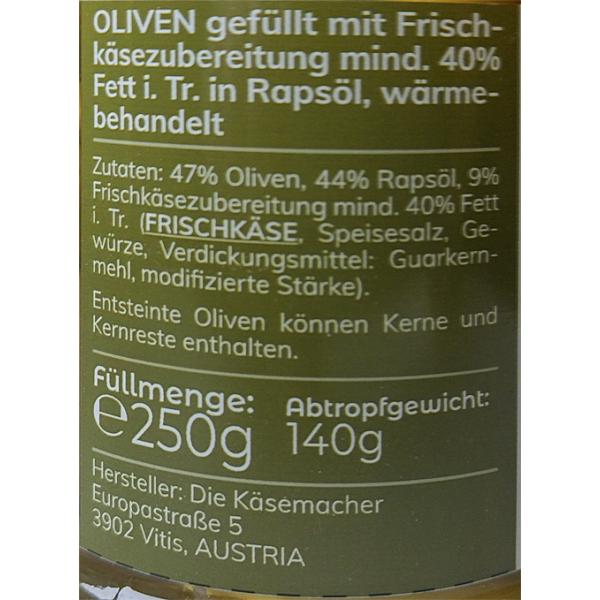 OLIVEN gefüllt mit Frisch-
käsezubereitung mind. 40%
Fett i. Tr. in Rapsöl, wärme-
behandelt
Zutaten: 47% Oliven, 44% Rapsöl, 9%
Frischkäsezubereitung mind. 40% Fett
i. Tr. (FRISCHKÄSE, Speisesalz, Ge-
würze, Verdickungsmittel: Guarkern-
mehl, modifizierte Stärke).
Entsteinte Oliven können Kerne und
Kernreste enthalten.
Füllmenge: Abtropfgewicht:
℮250g 140g
Hersteller: Die Käsemacher
Europastraße 5
3902 Vitis, AUSTRIA